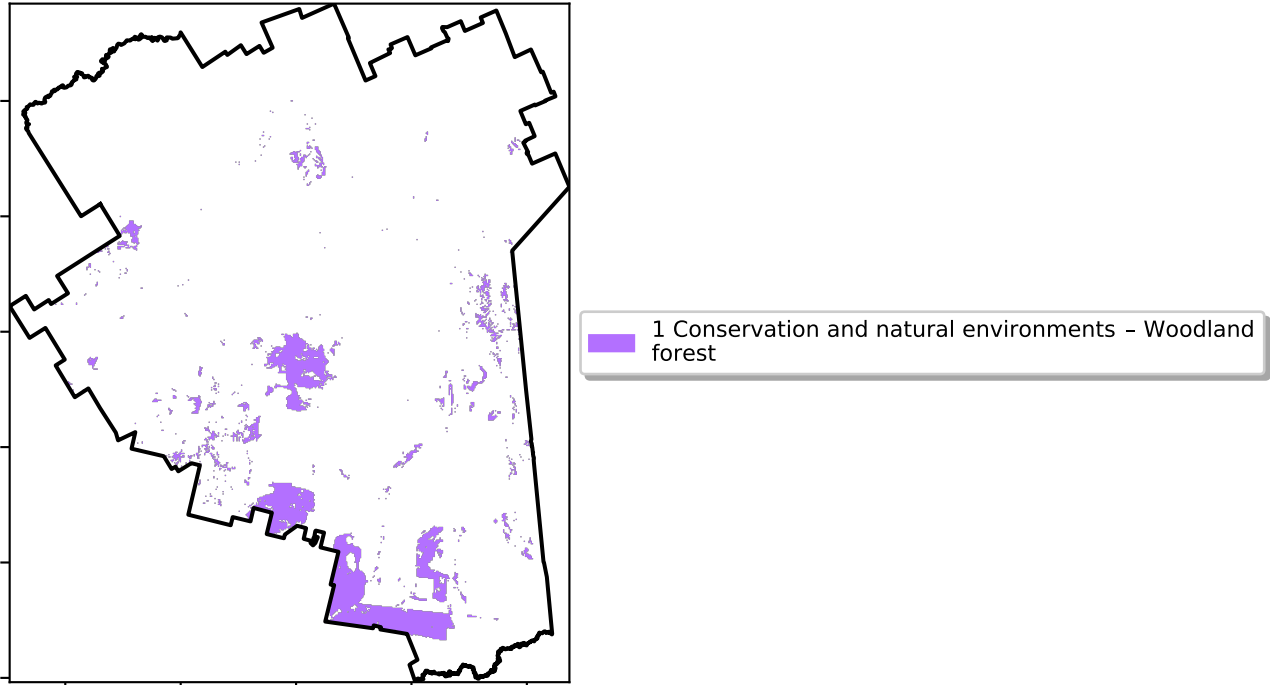 1 Conservation and natural environments – Woodland
forest